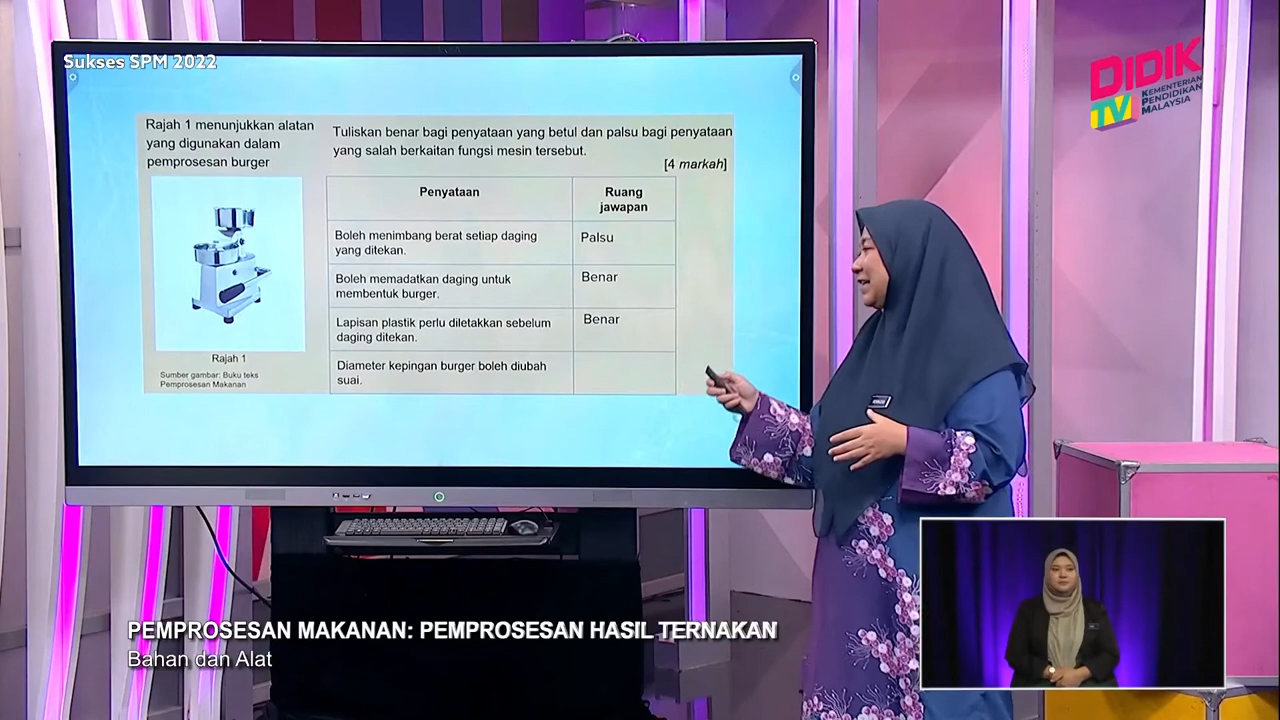 Sukses SPM 2022
DIDIK
TV
KEMENTERIAN
PENDIDIKAN
MALAYSIA
Rajah 1 menunjukkan alatan
yang digunakan dalam
pemprosesan burger
Tuliskan benar bagi penyataan yang betul dan palsu bagi penyataan
yang salah berkaitan fungsi mesin tersebut.
[4 markah]
Penyataan
Ruang
jawapan
Boleh menimbang berat setiap daging
yang ditekan.
Palsu
Boleh memadatkan daging untuk
membentuk burger.
Benar
Lapisan plastik perlu diletakkan sebelum
daging ditekan.
Benar
Diameter kepingan burger boleh diubah
suai.
Rajah 1
Sumber gambar: Buku teks
Pemprosesan Makanan
PEMPROSESAN MAKANAN: PEMPROSESAN HASIL TERNAKAN
Bahan dan Alat